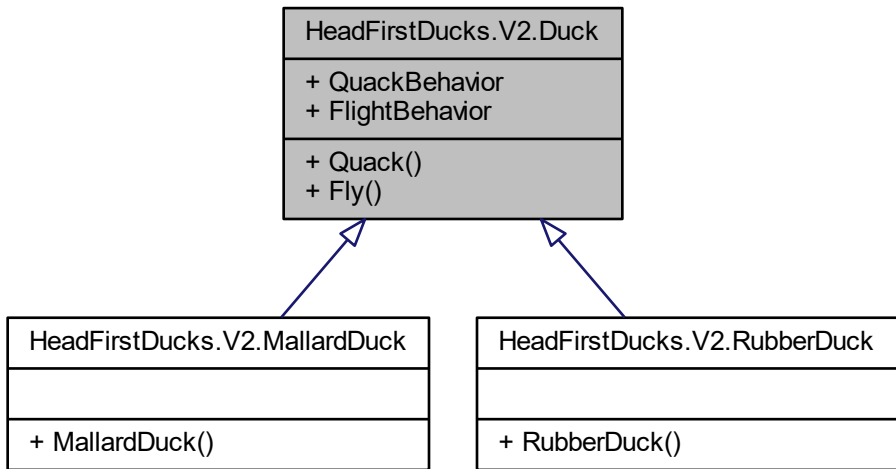 HeadFirstDucks.V2.Duck
+ QuackBehavior
+ FlightBehavior
+ Quack()
+ Fly()
HeadFirstDucks.V2.MallardDuck
+ MallardDuck()
HeadFirstDucks.V2.RubberDuck
+ RubberDuck()